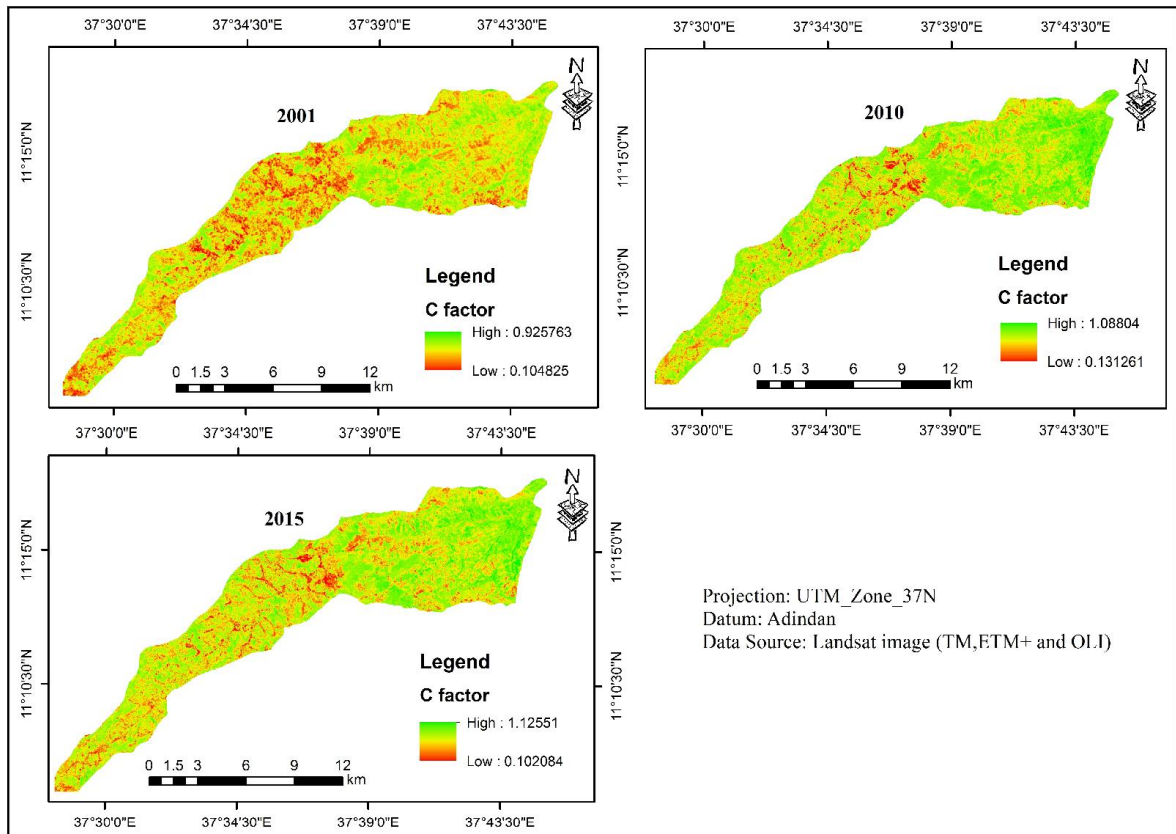 37°30'0"E 37°34'30"E 37°39'0"E 37°43'30"E
11°15'0"N
11°10'30"N
2001
N
Legend
C factor
High : 0.925763
Low : 0.104825
0 1.5 3 6 9 12
km
37°30'0"E 37°34'30"E 37°39'0"E 37°43'30"E
37°30'0"E 37°34'30"E 37°39'0"E 37°43'30"E
11°15'0"N
11°10'30"N
2010
N
Legend
C factor
High : 1.08804
Low : 0.131261
0 1.5 3 6 9 12
km
37°30'0"E 37°34'30"E 37°39'0"E 37°43'30"E
11°15'0"N
11°10'30"N
2015
N
11°15'0"N
11°10'30"N
Legend
C factor
High : 1.12551
Low : 0.102084
0 1.5 3 6 9 12
km
37°30'0"E 37°34'30"E 37°39'0"E 37°43'30"E
Projection: UTM_Zone_37N
Datum: Adindan
Data Source: Landsat image (TM,ETM+ and OLI)